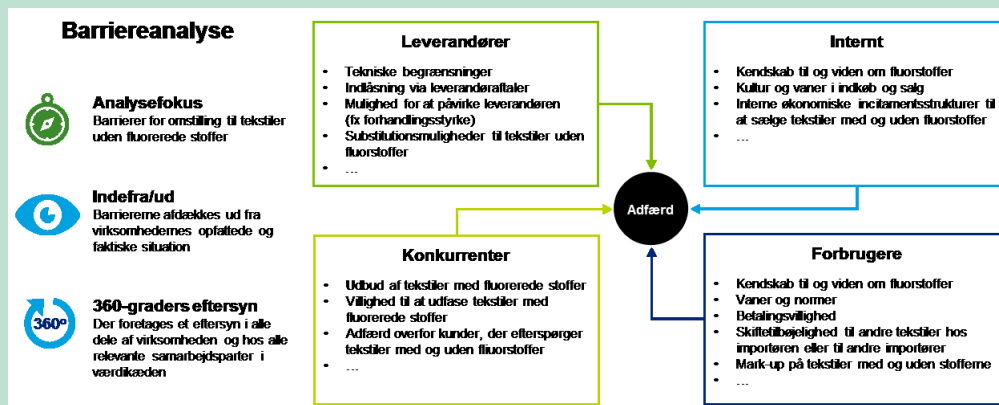 Barriereanalyse
Analysefokus
Barrierer for omstilling til tekstiler
uden fluorerede stoffer
Indefra/ud
Barriererne afdækkes ud fra
virksomhedernes opfattede og
faktiske situation
360°
360-graders eftersyn
Der foretages et eftersyn i alle
dele af virksomheden og hos alle
relevante samarbejdsparter i
værdikæden
Leverandører
• Tekniske begrænsninger
• Indlåsning via leverandøraftaler
• Mulighed for at påvirke leverandøren
(fx forhandlingsstyrke)
• Substitutionsmuligheder til tekstiler uden
fluorstoffer
• ...
Internt
• Kendskab til og viden om fluorstoffer
• Kultur og vaner i indkøb og salg
• Interne økonomiske incitamentsstrukturer til
at sælge tekstiler med og uden fluorstoffer
• ...
Adfærd
Konkurrenter
• Udbud af tekstiler med fluorerede stoffer
• Villighed til at udfase tekstiler med
fluorerede stoffer
• Adfærd overfor kunder, der efterspørger
tekstiler med og uden fliuorstoffer
• ...
Forbrugere
• Kendskab til og viden om fluorstoffer
• Vaner og normer
• Betalingsvillighed
• Skiftetilbøjelighed til andre tekstiler hos
importøren eller til andre importører
• Mark-up på tekstiler med og uden stofferne
• ...